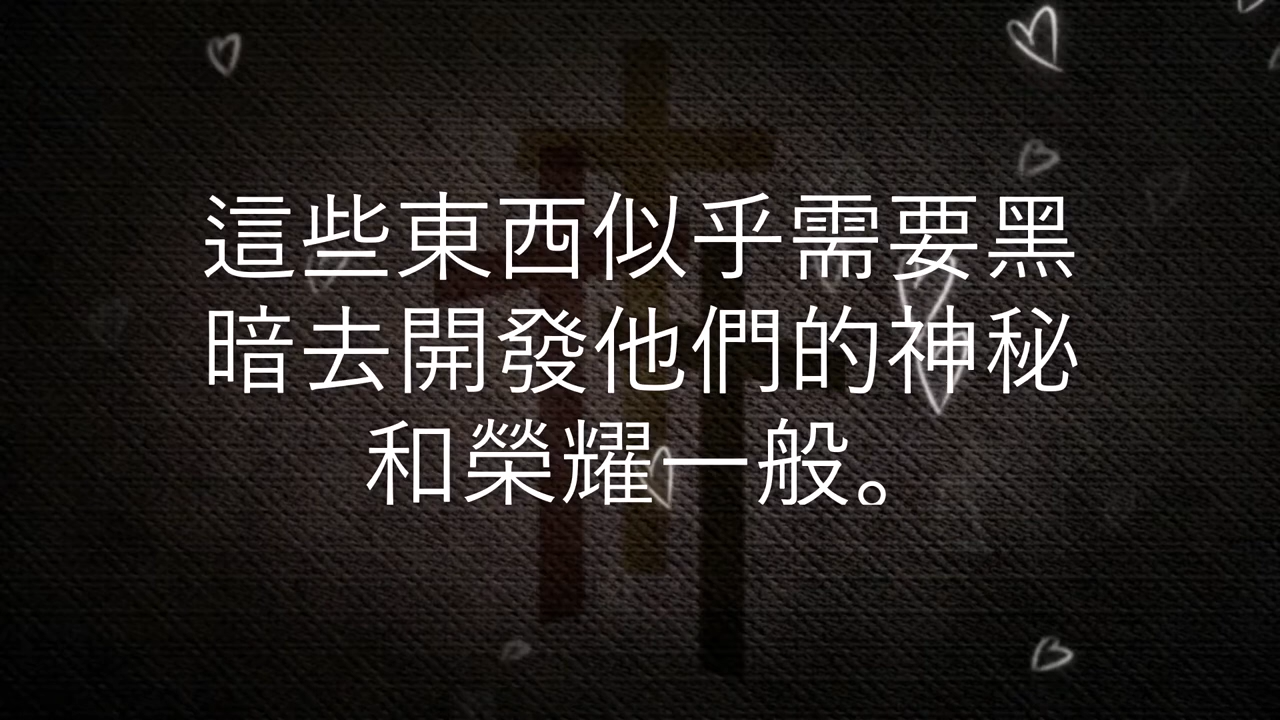 這些東西似乎需要黑
暗去開發他們的神秘
和榮耀一般。